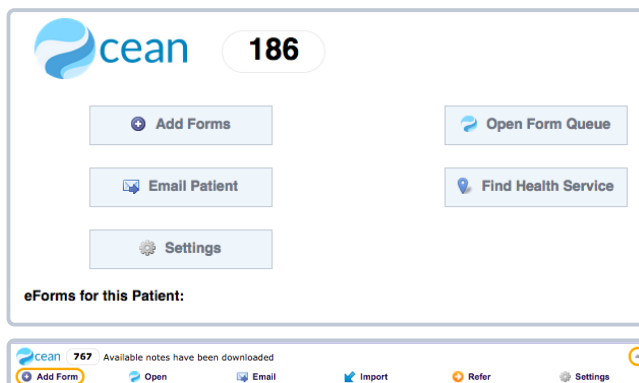 cean 186
Add Forms Open Form Queue
Email Patient Find Health Service
Settings
eForms for this Patient:
cean 767 Available notes have been downloaded
Add Form Open Email Import Refer Settings